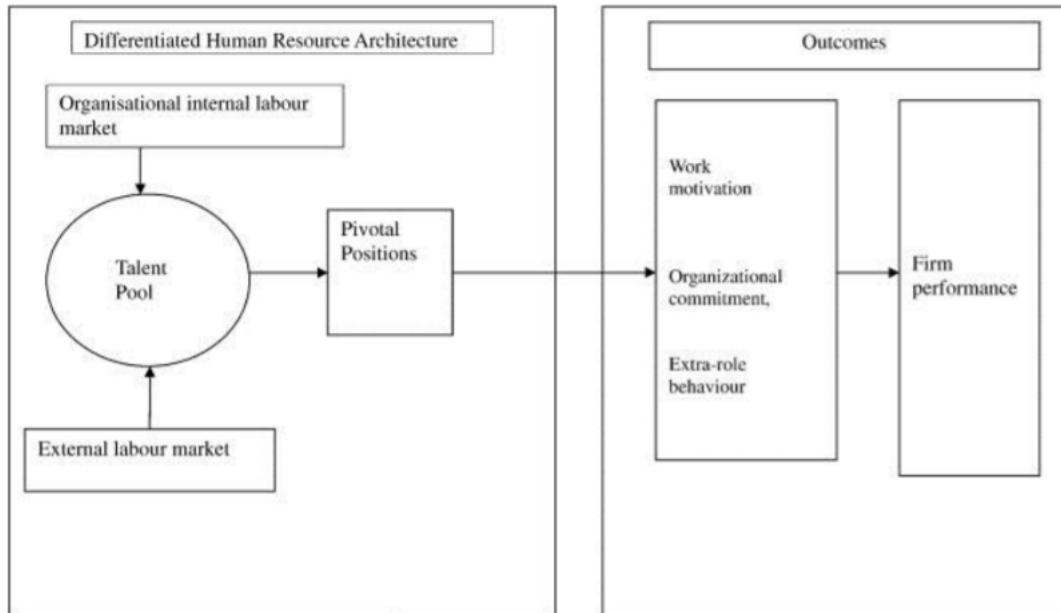 Differentiated Human Resource Architecture
Organisational internal labour
market
Talent
Pool
Pivotal
Positions
External labour market
Outcomes
Work
motivation
Organizational
commitment,
Extra-role
behaviour
Firm
performance